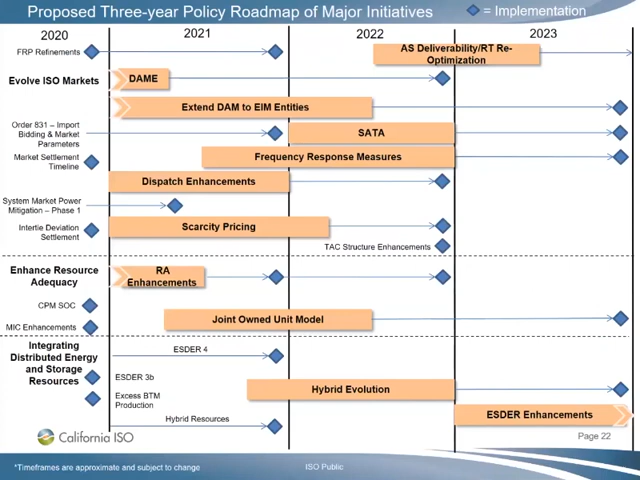 Proposed Three-year Policy Roadmap of Major Initiatives
= Implementation
2020
2021
2022
2023
FRP Refinements
AS Deliverability/RT Re-
Optimization
Evolve ISO Markets
DAME
Extend DAM to EIM Entities
Order 831 – Import
Bidding & Market
Parameters
SATA
Market Settlement
Timeline
Frequency Response Measures
Dispatch Enhancements
System Market Power
Mitigation – Phase 1
Intertie Deviation
Settlement
Scarcity Pricing
TAC Structure Enhancements
Enhance Resource
Adequacy
RA
Enhancements
CPM SOC
MIC Enhancements
Joint Owned Unit Model
Integrating
Distributed Energy
and Storage
Resources
ESDER 4
ESDER 3b
Excess BTM
Production
Hybrid Evolution
Hybrid Resources
ESDER Enhancements
California ISO
Page 22
*Timeframes are approximate and subject to change
ISO Public